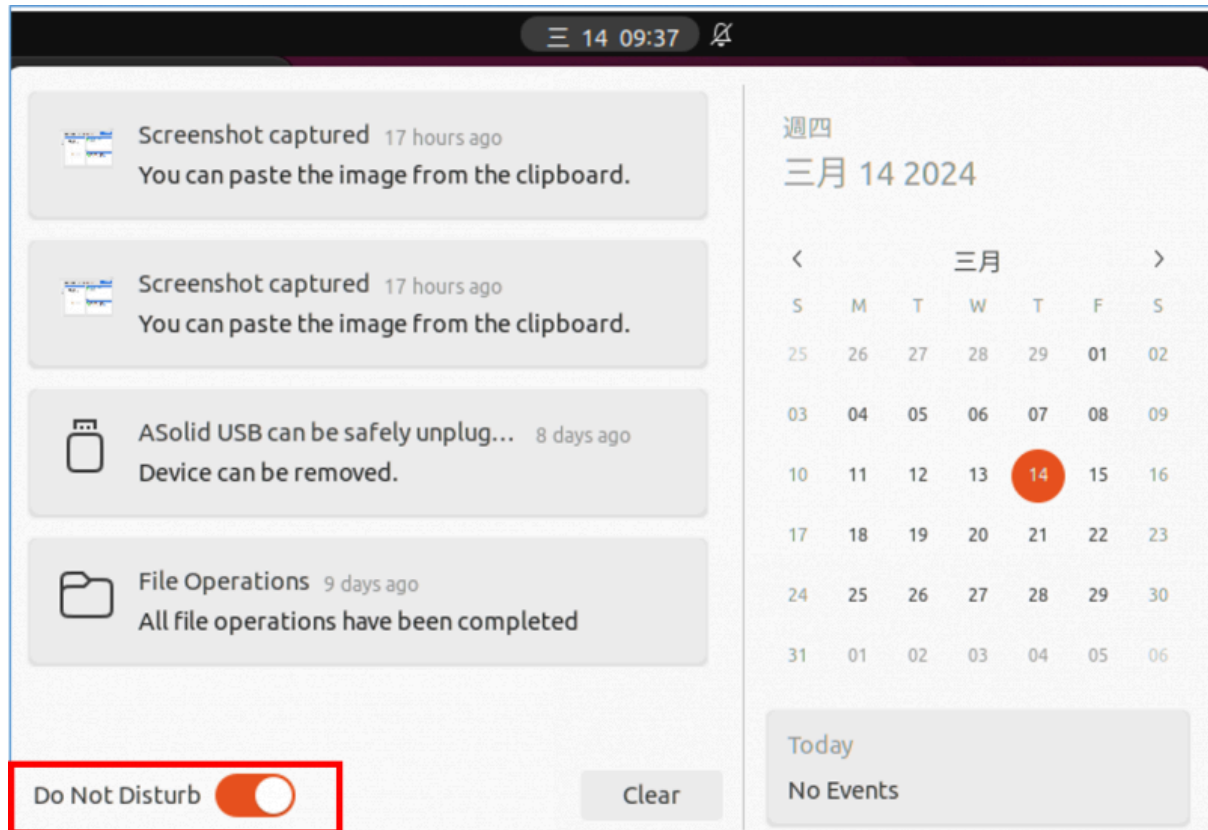 三 14 09:37
Screenshot captured 17 hours ago
You can paste the image from the clipboard.
Screenshot captured 17 hours ago
You can paste the image from the clipboard.
ASolid USB can be safely unplug... 8 days ago
Device can be removed.
File Operations 9 days ago
All file operations have been completed
Do Not Disturb
Clear
週四
三月 14 2024
三月
S M T W T F S
25 26 27 28 29 01 02
03 04 05 06 07 08 09
10 11 12 13 14 15 16
17 18 19 20 21 22 23
24 25 26 27 28 29 30
31 01 02 03 04 05 06
Today
No Events